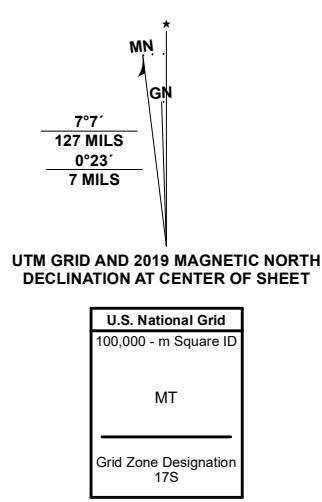 MN
GN
7°7´
127 MILS
0°23´
7 MILS
UTM GRID AND 2019 MAGNETIC NORTH
DECLINATION AT CENTER OF SHEET
U.S. National Grid
100,000 - m Square ID
MT
Grid Zone Designation
17S